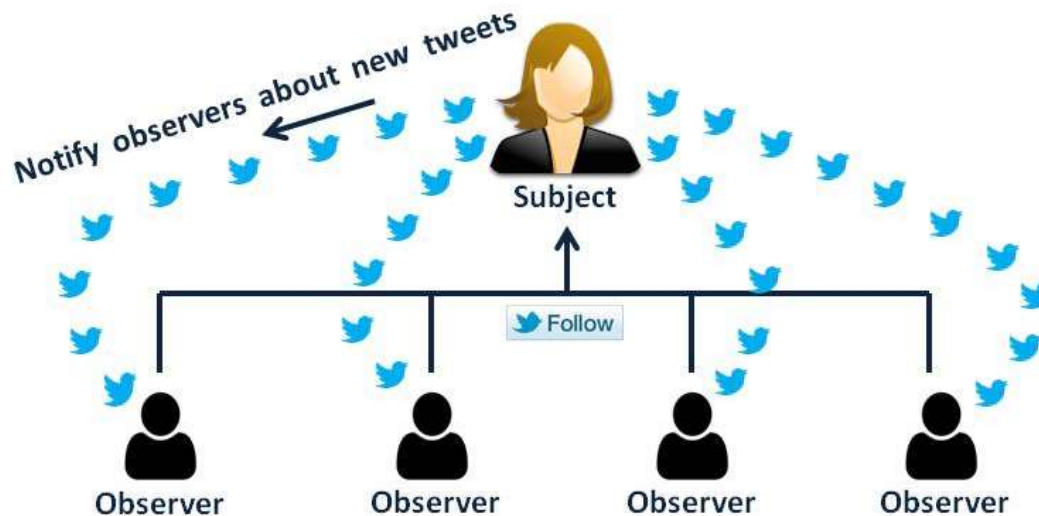 Notify observers about new tweets
Subject
Follow
Observer
Observer
Observer
Observer